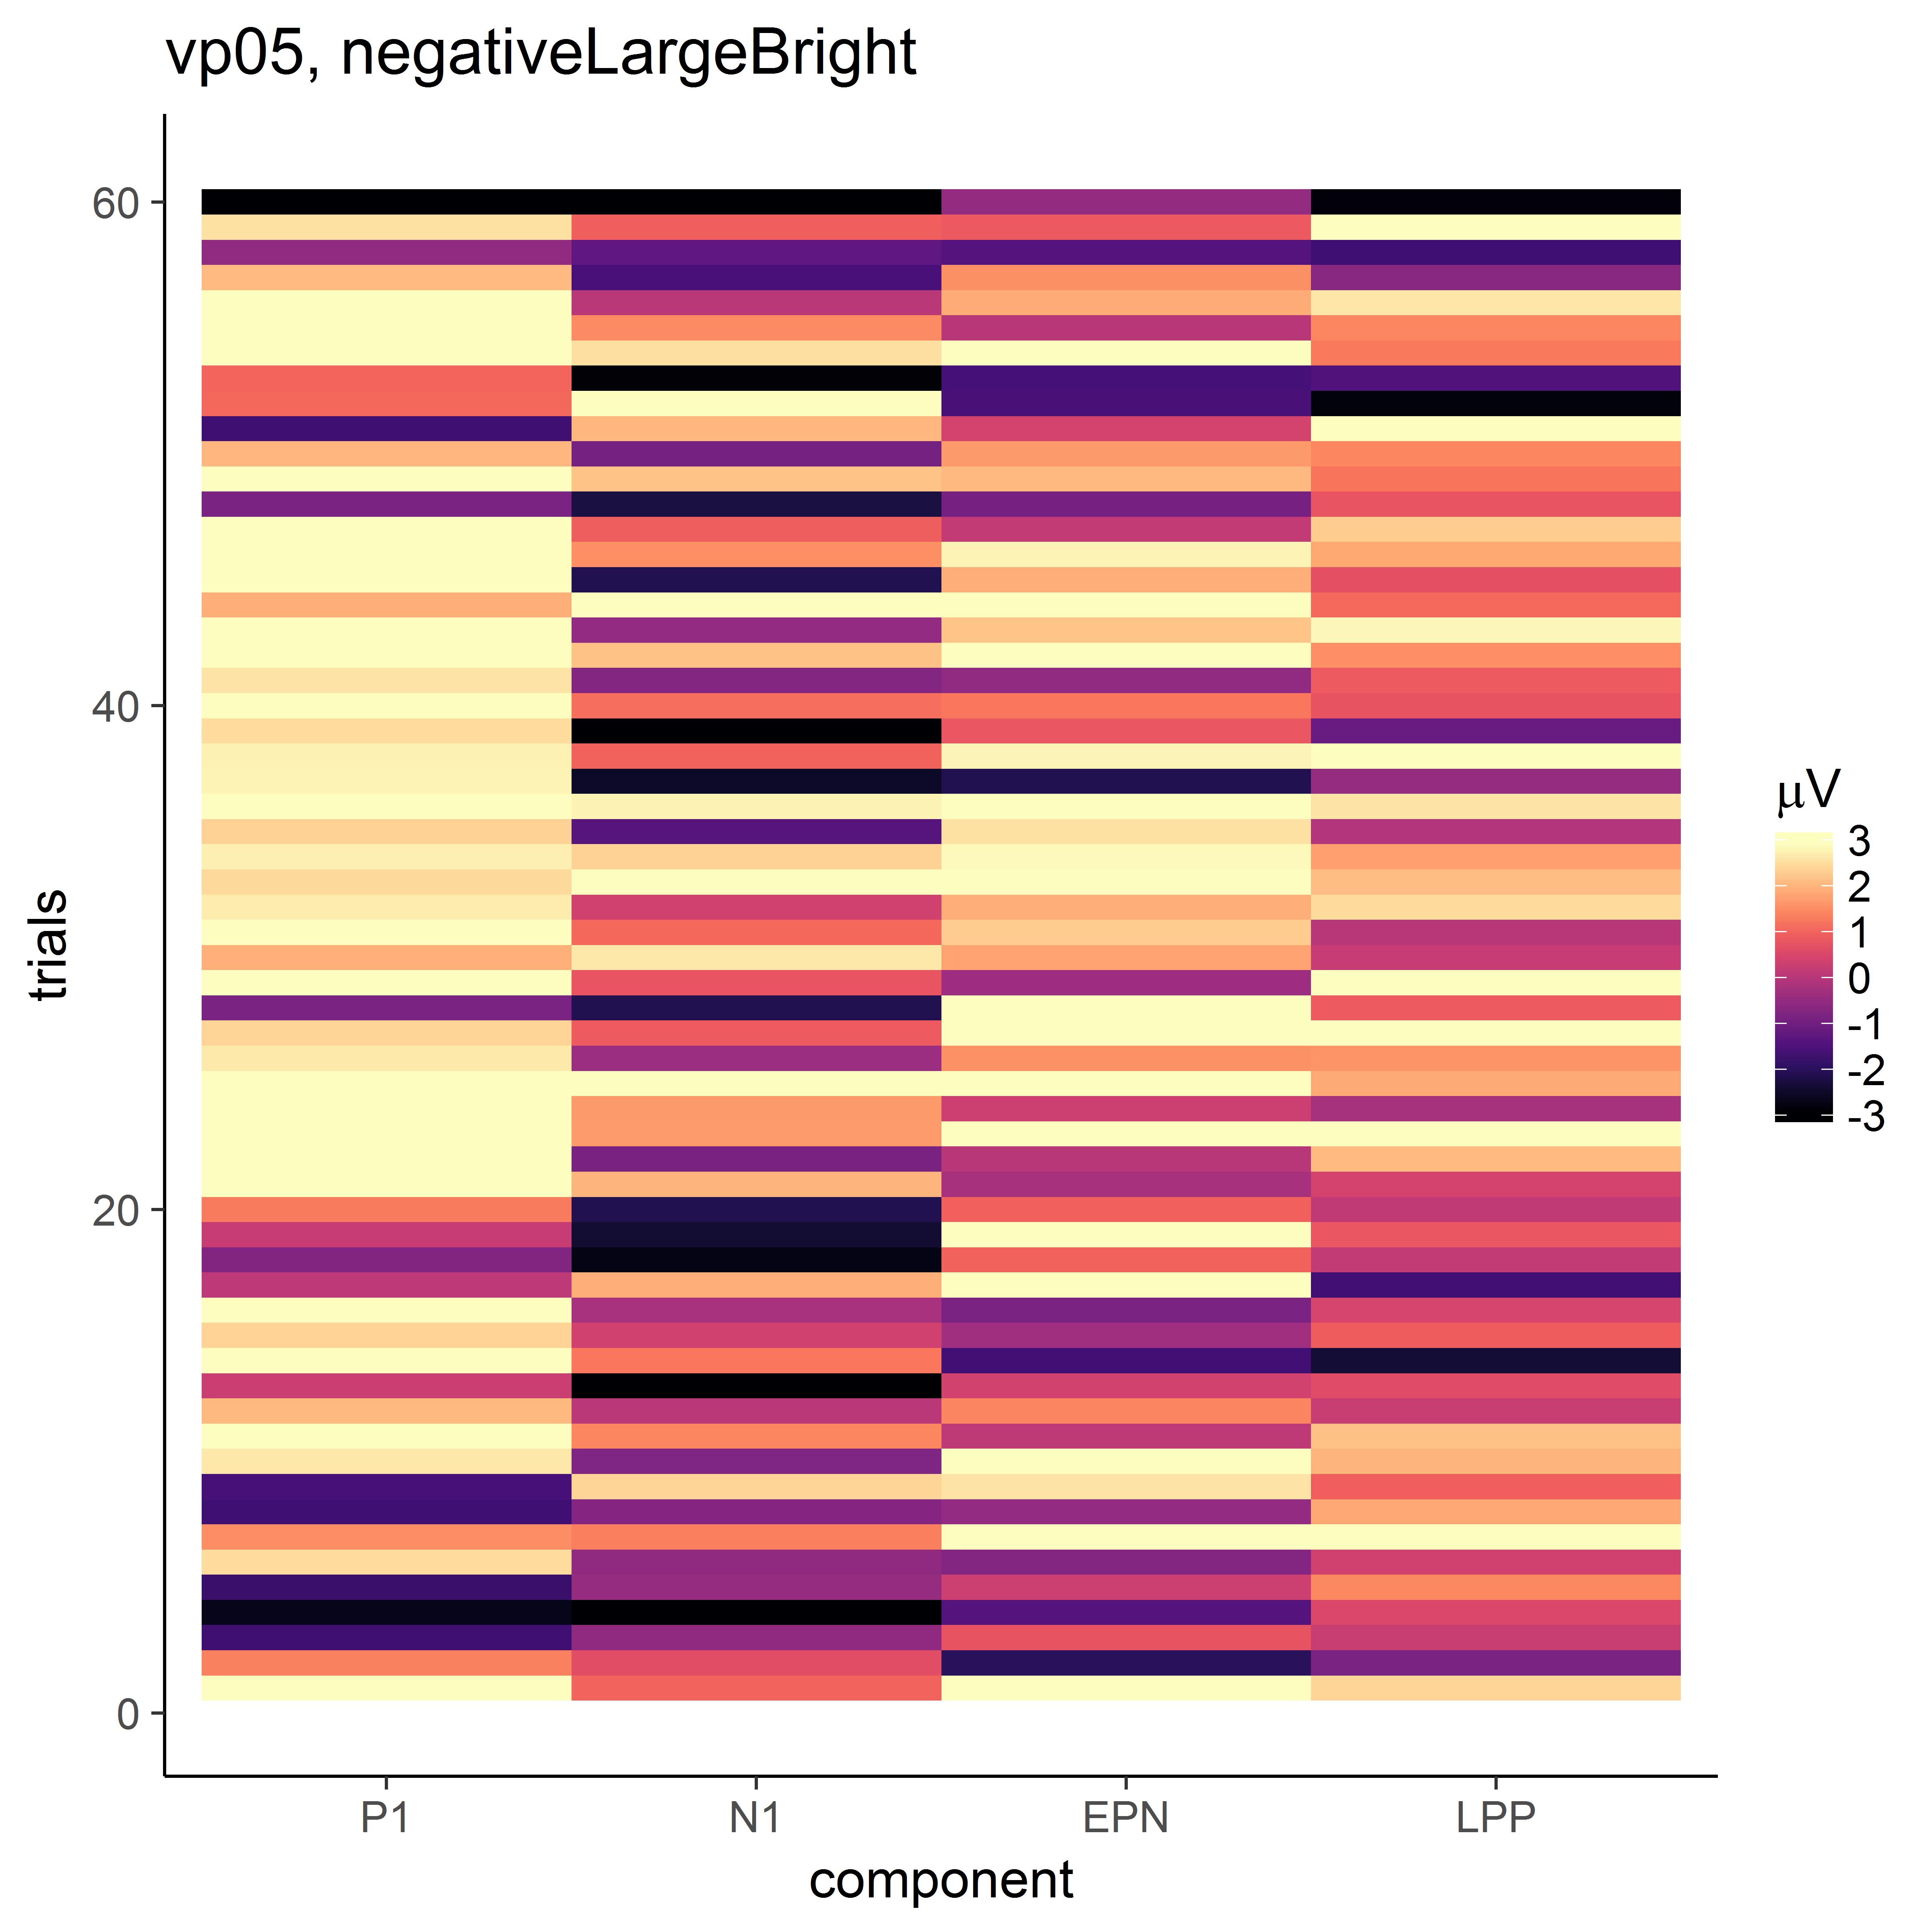 vp05, negativeLargeBright
60
40
20
0
trials
P1 N1 EPN LPP
component
μV
3
2
1
0
-1
-2
-3